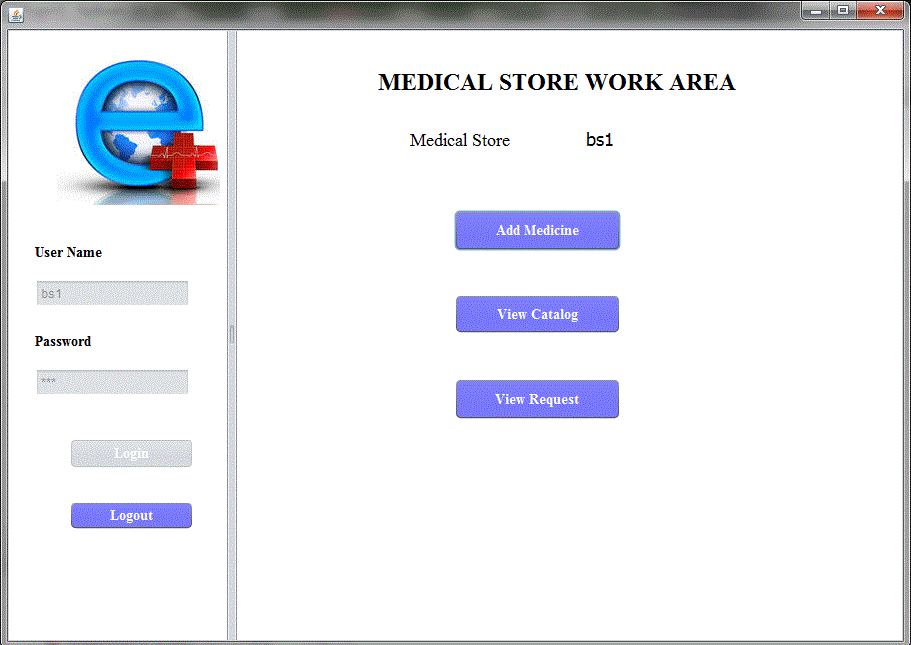 User Name
bs1
Password
***
Login
Logout
MEDICAL STORE WORK AREA
Medical Store bs1
Add Medicine
View Catalog
View Request